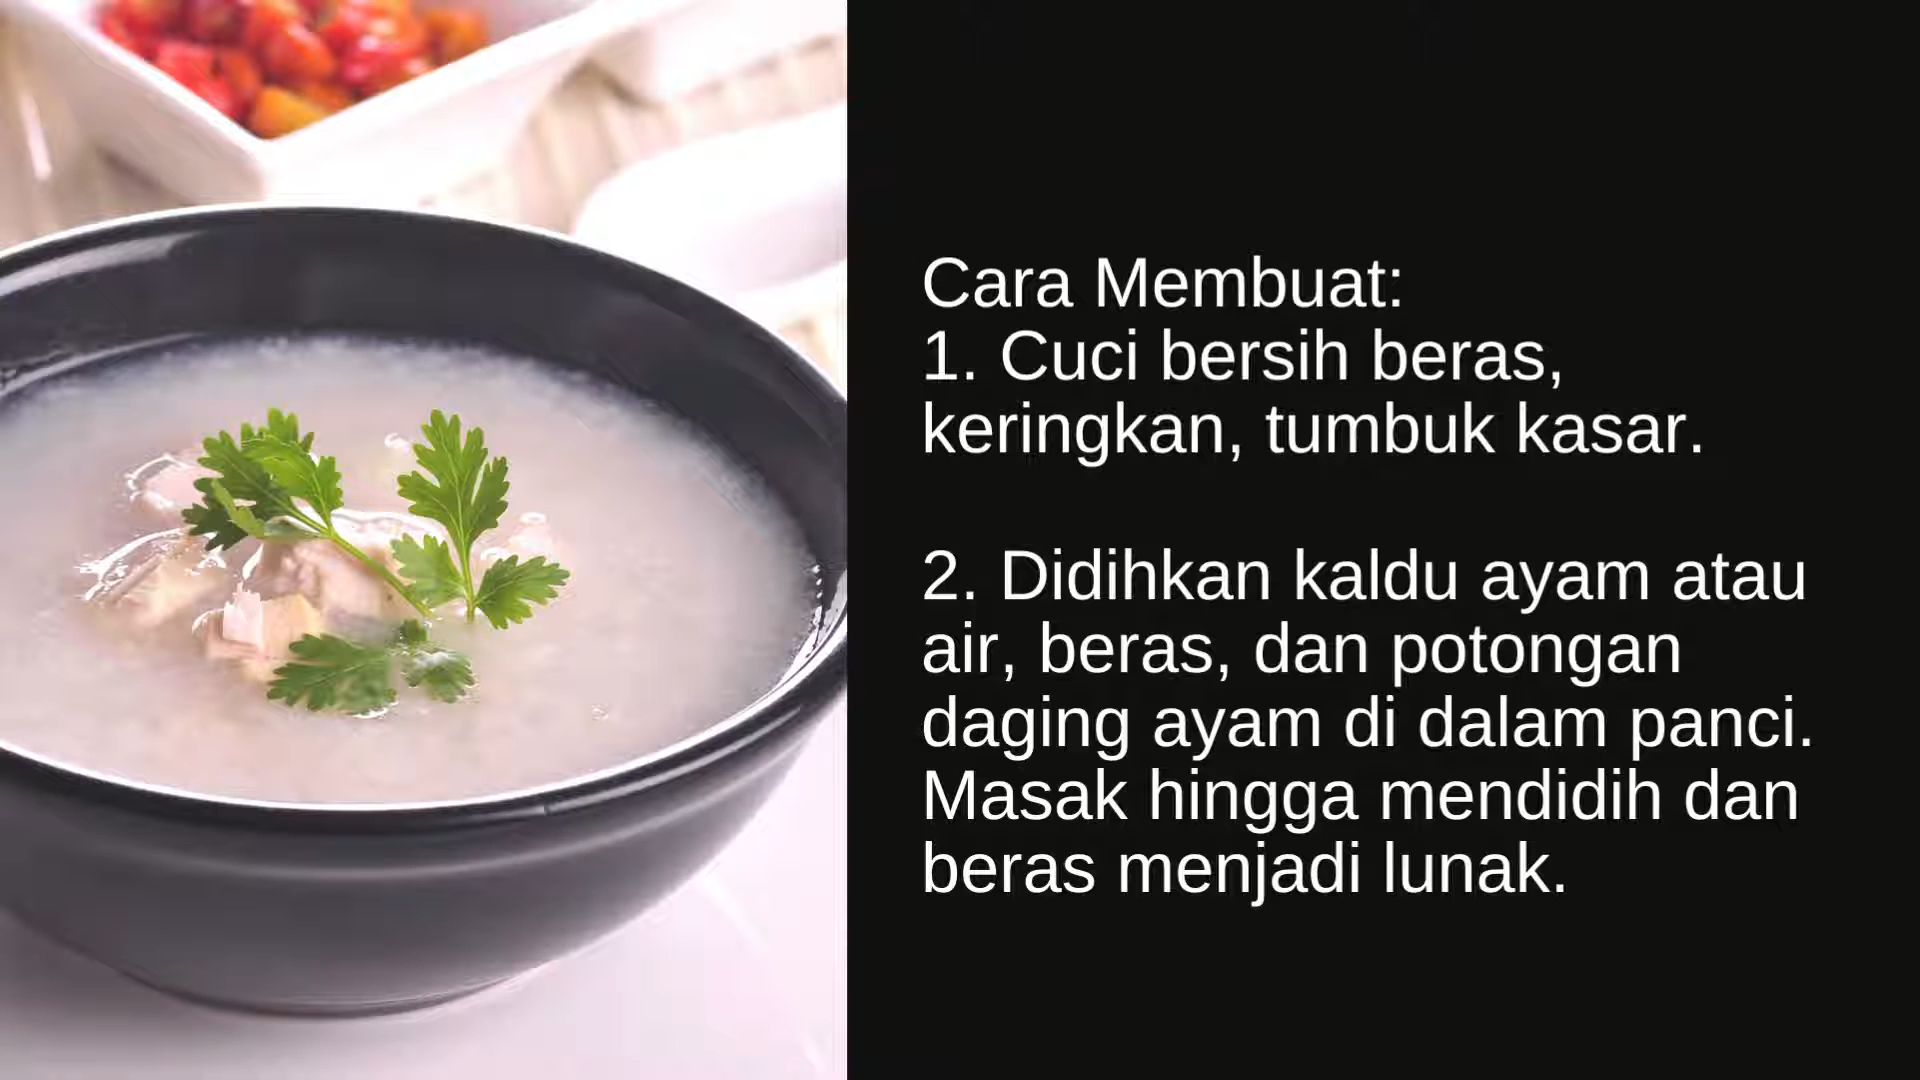 Cara Membuat:
1. Cuci bersih beras,
keringkan, tumbuk kasar.
2. Didihkan kaldu ayam atau
air, beras, dan potongan
daging ayam di dalam panci.
Masak hingga mendidih dan
beras menjadi lunak.